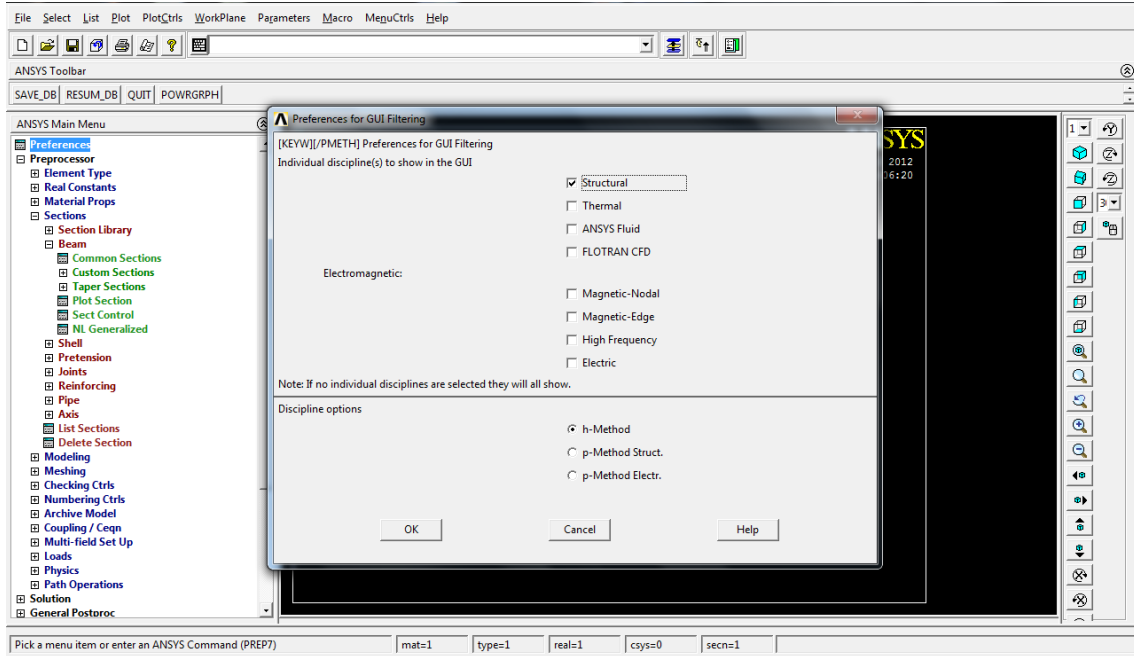 File Select List Plot PlotCtrls WorkPlane Parameters Macro MenuCtrls Help
ANSYS Toolbar
SAVE_DB RESUM_DB QUIT POWRGRPH
ANSYS Main Menu
Preferences
Preprocessor
Element Type
Real Constants
Material Props
Sections
Section Library
Beam
Common Sections
Custom Sections
Taper Sections
Plot Section
Sect Control
NL Generalized
Shell
Pretension
Joints
Reinforcing
Pipe
Axis
List Sections
Delete Section
Modeling
Meshing
Checking Ctrls
Numbering Ctrls
Archive Model
Coupling / Ceqn
Multi-field Set Up
Loads
Physics
Path Operations
Solution
General Postproc
Preferences for GUI Filtering
[KEYW][/PMETH] Preferences for GUI Filtering
Individual discipline(s) to show in the GUI
Structural
Thermal
ANSYS Fluid
FLOTRAN CFD
Electromagnetic:
Magnetic-Nodal
Magnetic-Edge
High Frequency
Electric
Note: If no individual disciplines are selected they will all show.
Discipline options
h-Method
p-Method Struct.
p-Method Electr.
OK Cancel Help
SYS
2012
06:20
1
Pick a menu item or enter an ANSYS Command (PREP7) mat=1 type=1 real=1 csys=0 secn=1